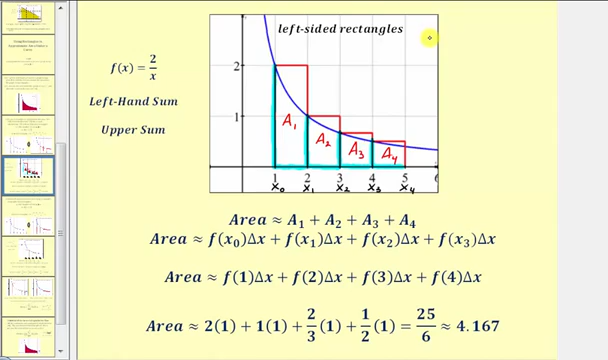 left-sided rectangles
f(x) = 2/x
Left-Hand Sum
Upper Sum
2
1
A₁ A₂ A₃ A₄
1 2 3 4 5 6
x₀ x₁ x₂ x₃ x₄
Area ≈ A₁ + A₂ + A₃ + A₄
Area ≈ f(x₀)Δx + f(x₁)Δx + f(x₂)Δx + f(x₃)Δx
Area ≈ f(1)Δx + f(2)Δx + f(3)Δx + f(4)Δx
Area ≈ 2(1) + 1(1) + 2/3(1) + 1/2(1) = 25/6 ≈ 4.167